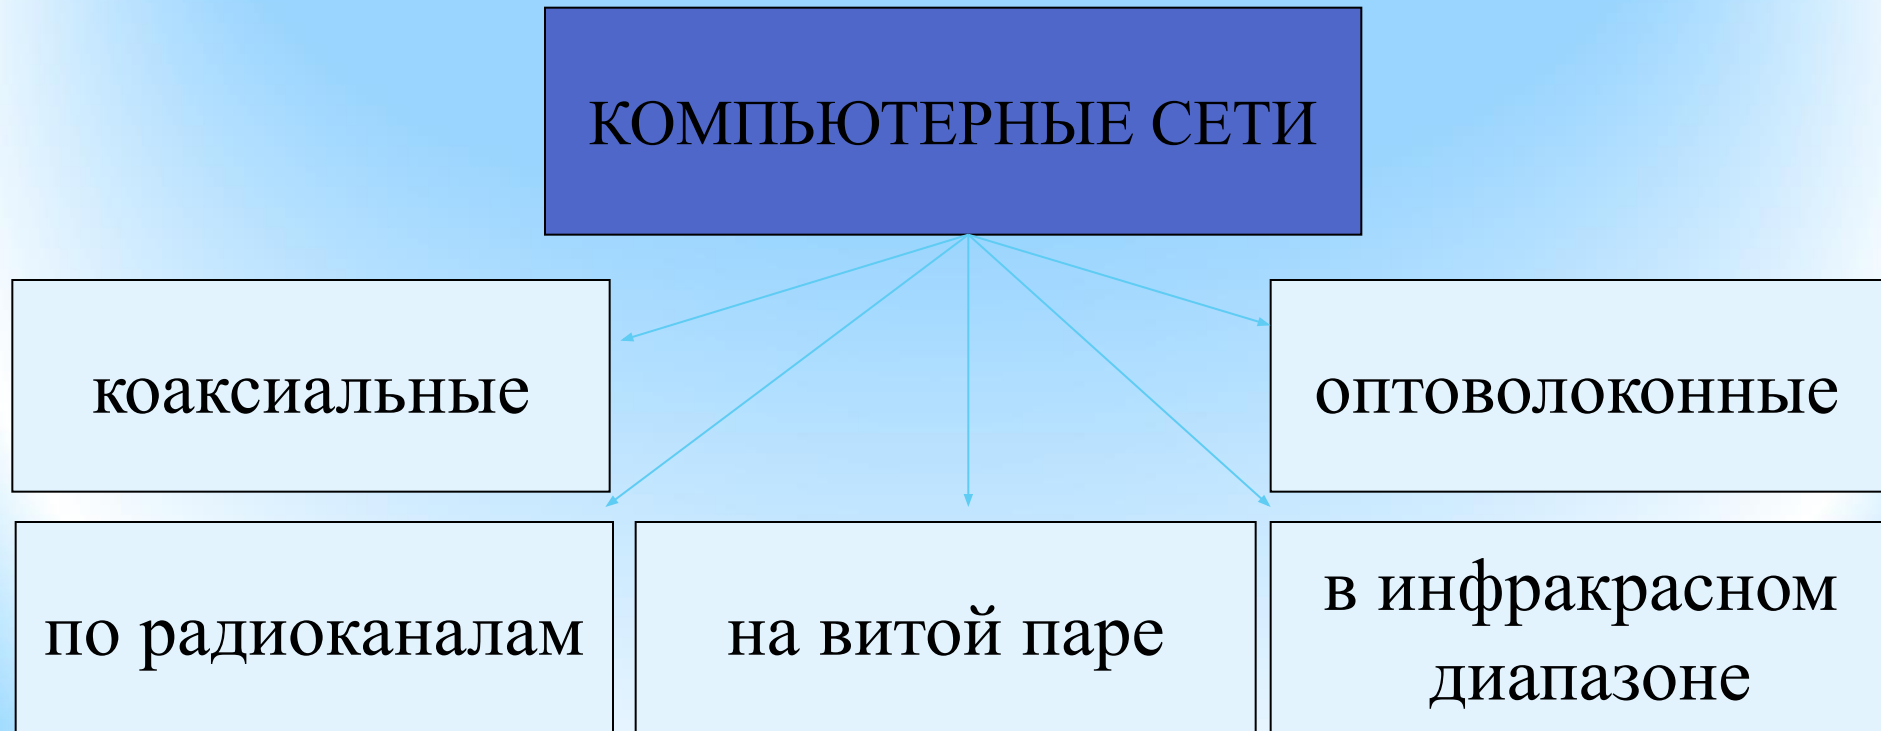 КОМПЬЮТЕРНЫЕ СЕТИ
коаксиальные
оптоволоконные
по радиоканалам
на витой паре
в инфракрасном
диапазоне